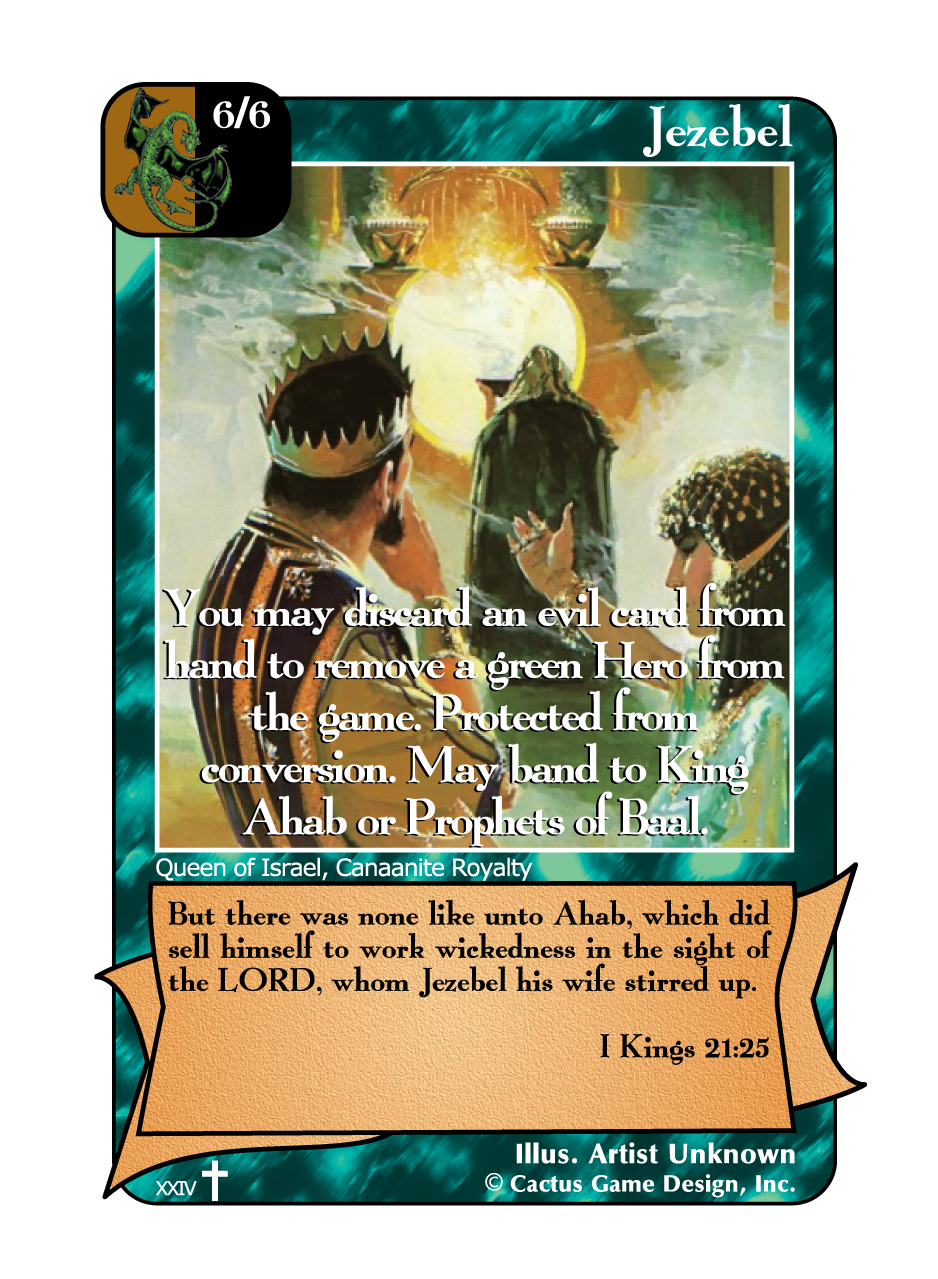 6/6
Jezebel
You may discard an evil card from
hand to remove a green Hero from
the game. Protected from
conversion. May band to King
Ahab or Prophets of Baal.
Queen of Israel, Canaanite Royalty
But there was none like unto Ahab, which did
sell himself to work wickedness in the sight of
the LORD, whom Jezebel his wife stirred up.
I Kings 21:25
Illus. Artist Unknown
XXIV
© Cactus Game Design, Inc.